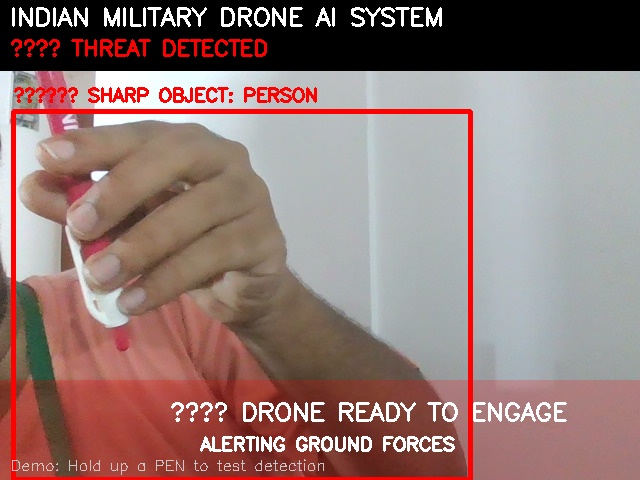 INDIAN MILITARY DRONE AI SYSTEM
???? THREAT DETECTED
?????? SHARP OBJECT: PERSON
???? DRONE READY TO ENGAGE
ALERTING GROUND FORCES
Demo: Hold up a PEN to test detection